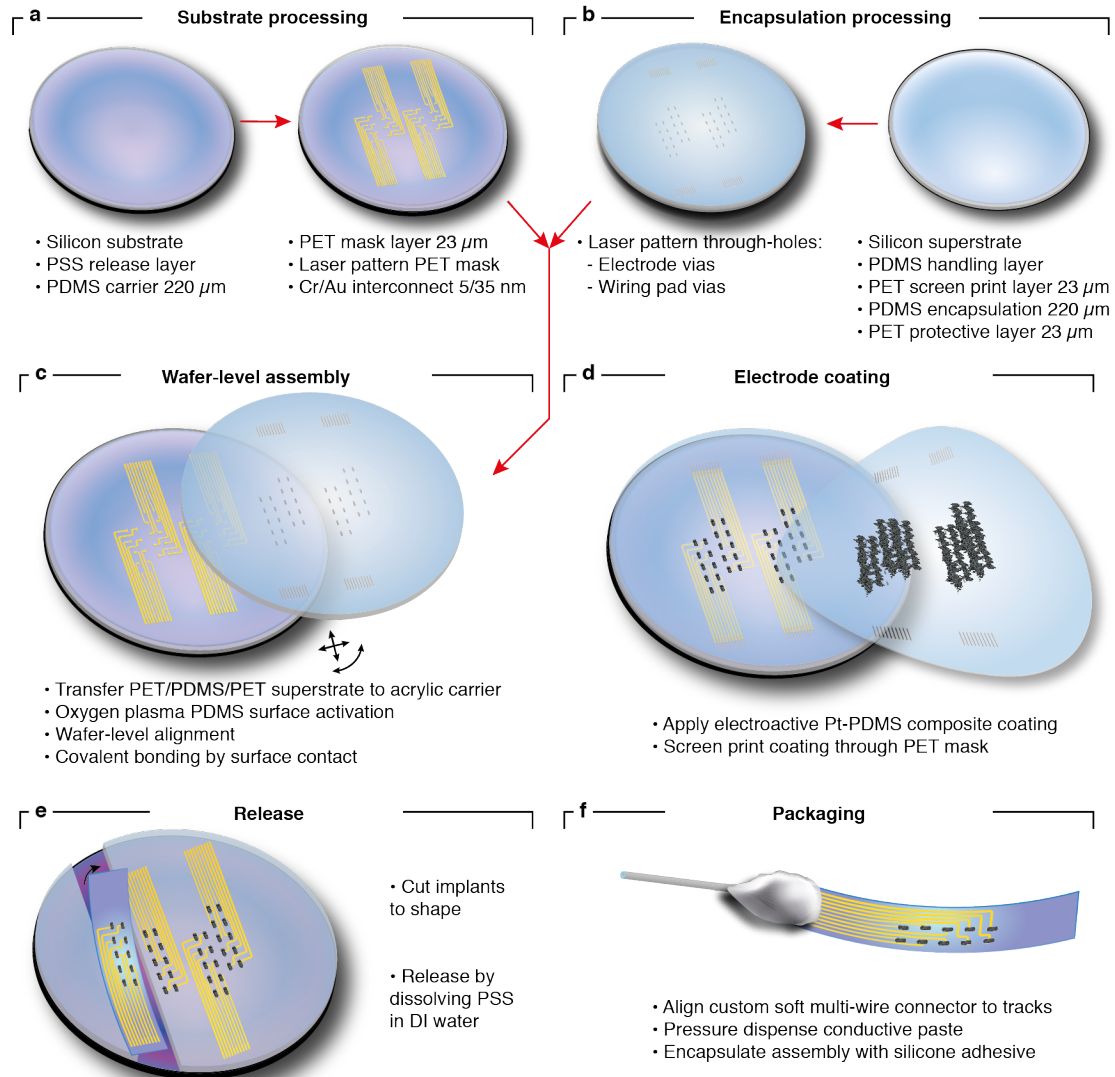 a
Substrate processing
• Silicon substrate
• PSS release layer
• PDMS carrier 220 µm
• PET mask layer 23 µm
• Laser pattern PET mask
• Cr/Au interconnect 5/35 nm
b
Encapsulation processing
• Laser pattern through-holes:
- Electrode vias
- Wiring pad vias
• Silicon superstrate
• PDMS handling layer
• PET screen print layer 23 µm
• PDMS encapsulation 220 µm
• PET protective layer 23 µm
c
Wafer-level assembly
• Transfer PET/PDMS/PET superstrate to acrylic carrier
• Oxygen plasma PDMS surface activation
• Wafer-level alignment
• Covalent bonding by surface contact
d
Electrode coating
• Apply electroactive Pt-PDMS composite coating
• Screen print coating through PET mask
e
Release
• Cut implants
to shape
• Release by
dissolving PSS
in DI water
f
Packaging
• Align custom soft multi-wire connector to tracks
• Pressure dispense conductive paste
• Encapsulate assembly with silicone adhesive